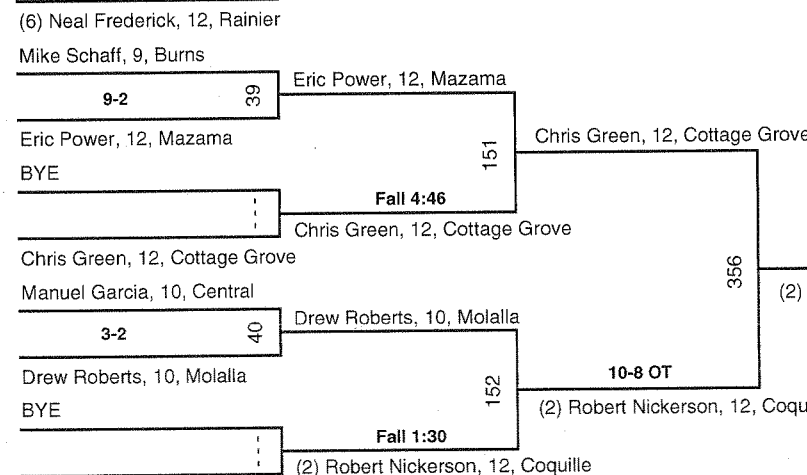 (6) Neal Frederick, 12, Rainier
Mike Schaff, 9, Burns
9-2
39
Eric Power, 12, Mazama
Eric Power, 12, Mazama
BYE
151
Chris Green, 12, Cottage Grove
Fall 4:46
Chris Green, 12, Cottage Grove
Chris Green, 12, Cottage Grove
Manuel Garcia, 10, Central
356
(2)
3-2
40
Drew Roberts, 10, Molalla
Drew Roberts, 10, Molalla
BYE
152
10-8 OT
(2) Robert Nickerson, 12, Coqu
Fall 1:30
(2) Robert Nickerson, 12, Coquille